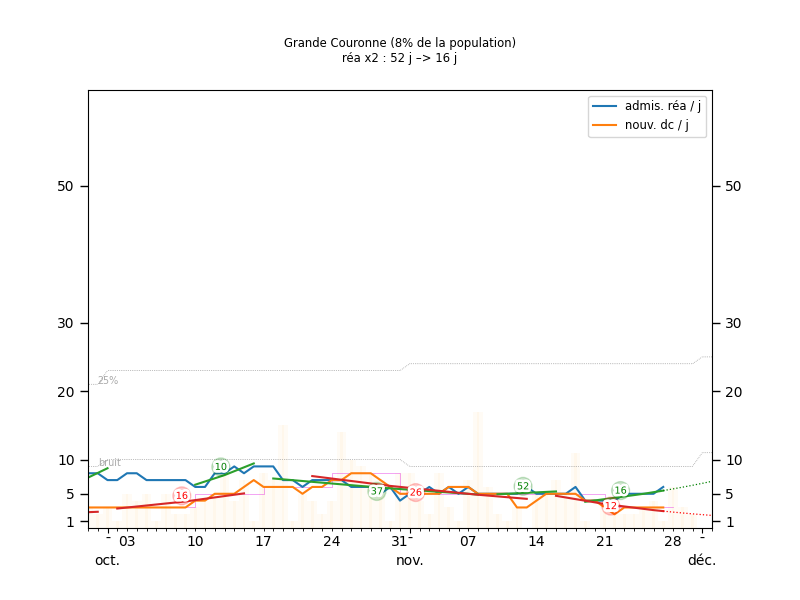 Grande Couronne (8% de la population)
réa x2 : 52 j –> 16 j
admis. réa / j
nouv. dc / j
50 50
30 30
25%
20 20
bruit
10 10 10
52 16
37 26
16
5 5
12
1 1
- 03 10 17 24 31 - 07 14 21 28 -
oct. nov. déc.